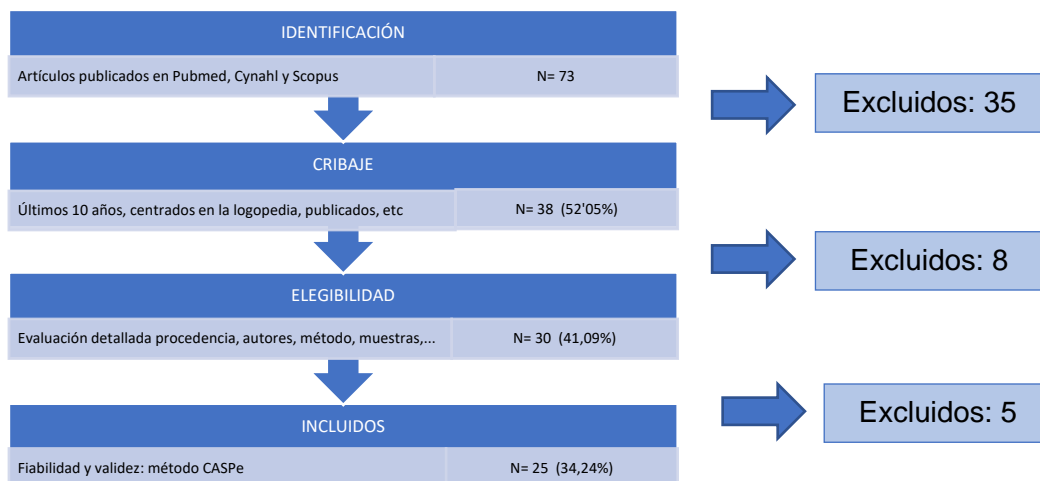 IDENTIFICACIÓN
Artículos publicados en Pubmed, Cynahl y Scopus
N= 73
Excluidos: 35
CRIBAJE
Últimos 10 años, centrados en la logopedia, publicados, etc
N= 38 (52'05%)
Excluidos: 8
ELEGIBILIDAD
Evaluación detallada procedencia, autores, método, muestras,...
N= 30 (41,09%)
Excluidos: 5
INCLUIDOS
Fiabilidad y validez: método CASPe
N= 25 (34,24%)